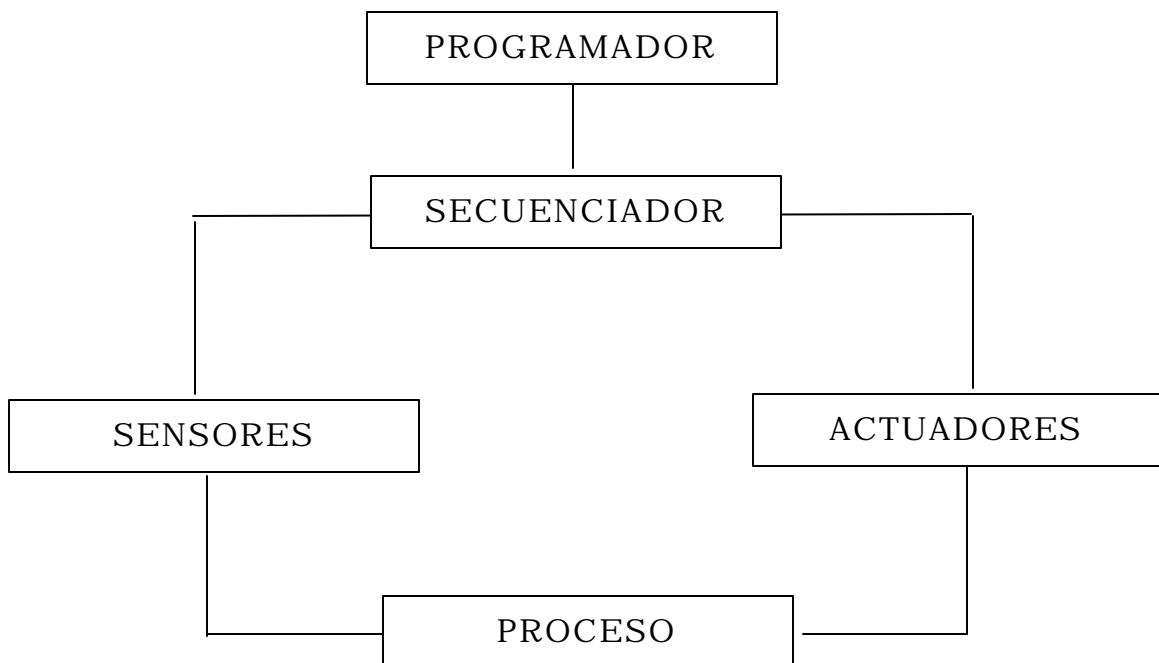 PROGRAMADOR
SECUENCIADOR
SENSORES
ACTUADORES
PROCESO